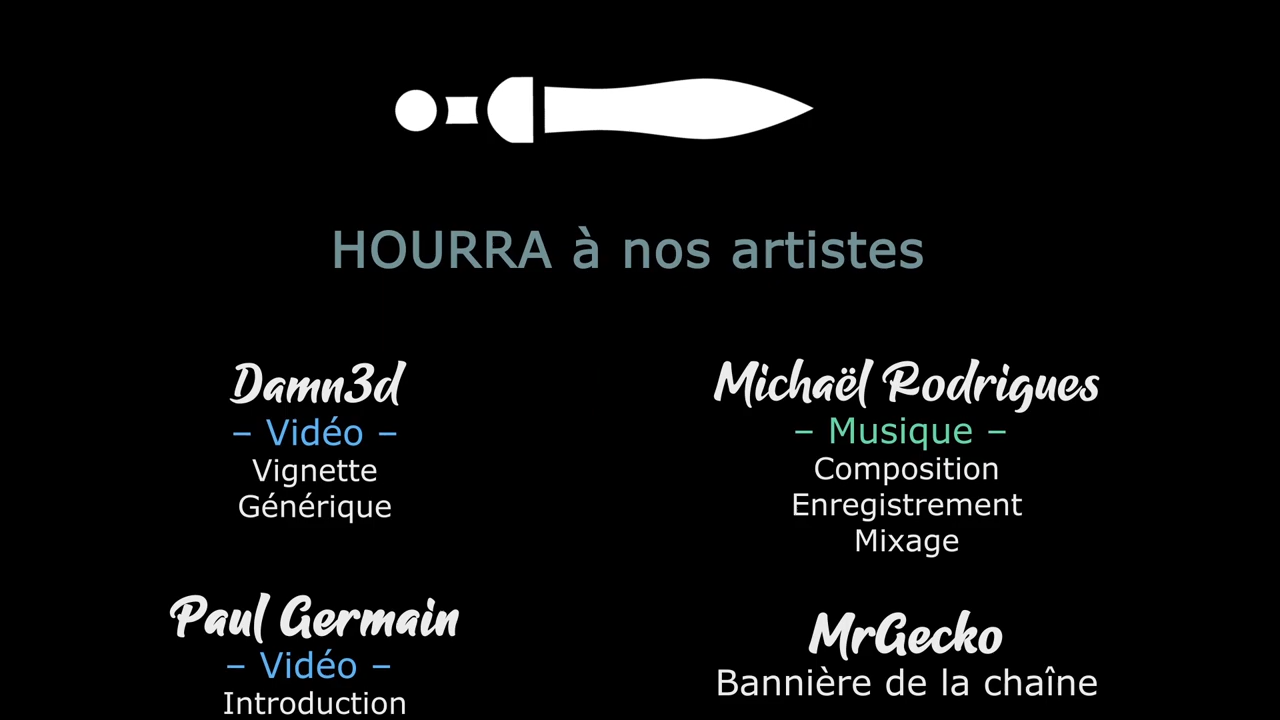 HOURRA à nos artistes
Damn3d
– Vidéo –
Vignette
Générique
Michaël Rodrigues
– Musique –
Composition
Enregistrement
Mixage
Paul Germain
– Vidéo –
Introduction
MrGecko
Bannière de la chaîne